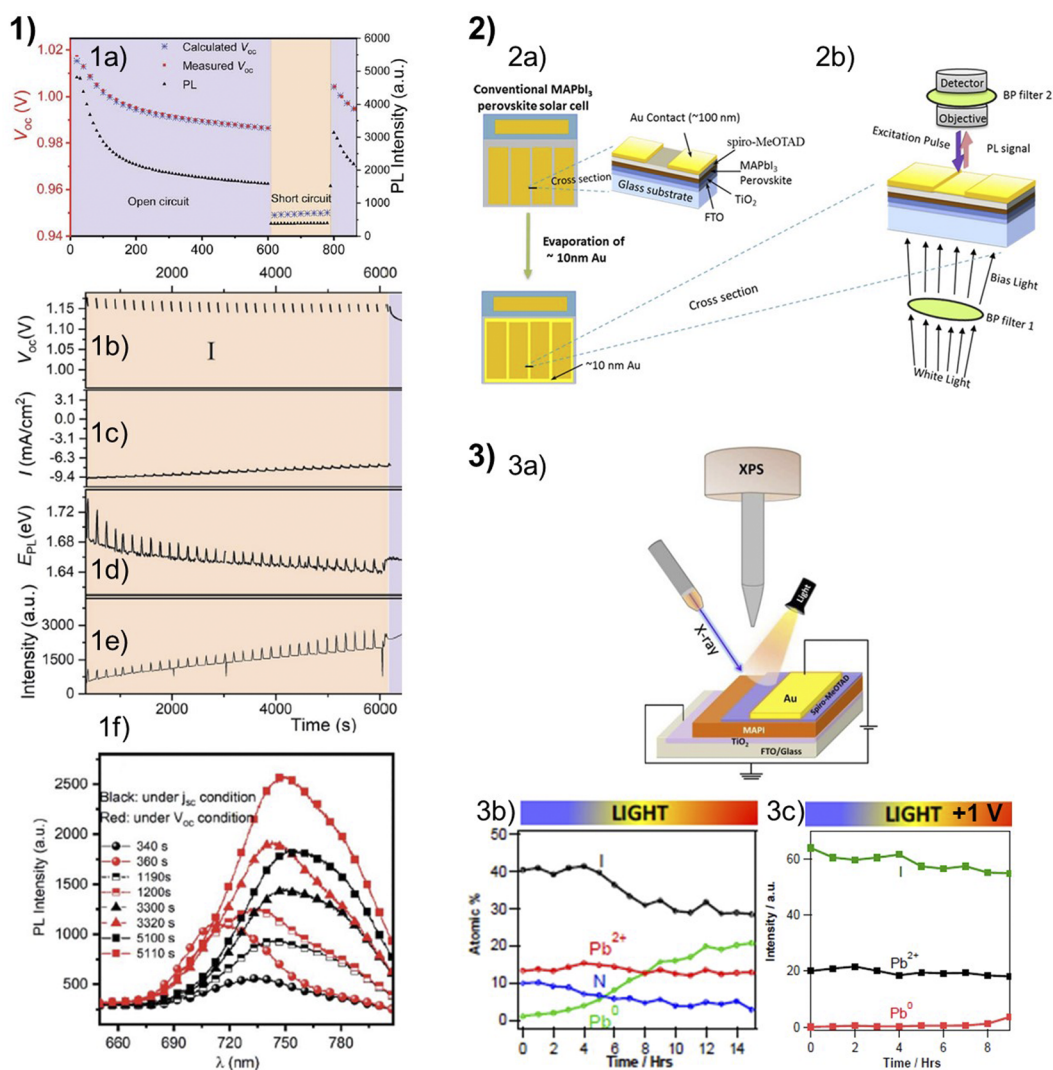 1)
1a)
1.02
1.00
0.98
0.96
0.94
Voc (V)
Calculated Voc
Measured Voc
PL
Open circuit
Short circuit
6000
5000
4000
3000
2000
1000
0
PL Intensity (a.u.)
0 200 400 600 800
2000 4000 6000
1.15
1.10
1.05
1.00
Voc(V)
1b)
I
3.1
0.0
-3.1
-6.3
-9.4
I (mA/cm²)
1c)
1.72
1.68
1.64
EPL(eV)
1d)
3000
1500
0
Intensity (a.u.)
1e)
2000 4000 6000
Time (s)
1f)
2500
2000
1500
1000
500
0
PL Intensity (a.u.)
Black: under jsc condition
Red: under Voc condition
340 s
360 s
1190s
1200s
3300 s
3320 s
5100 s
5110 s
660 690 720 750 780
λ (nm)
2)
2a)
Conventional MAPbI₃
perovskite solar cell
Au Contact (~100 nm)
spiro-MeOTAD
MAPbI₃
Perovskite
TiO₂
FTO
Glass substrate
Cross section
Evaporation of
~ 10nm Au
~10 nm Au
Cross section
2b)
Detector
BP filter 2
Objective
Excitation Pulse
PL signal
Bias Light
BP filter 1
White Light
3)
3a)
XPS
X-ray
Light
Au
Spiro-MeOTAD
MAPI
TiO₂
FTO/Glass
3b)
LIGHT
50
40
30
20
10
0
Atomic %
I
Pb²⁺
N
Pb⁰
0 2 4 6 8 10 12 14
Time / Hrs
3c)
LIGHT +1 V
60
40
20
0
Intensity / a.u.
I
Pb²⁺
Pb⁰
0 2 4 6 8
Time / Hrs